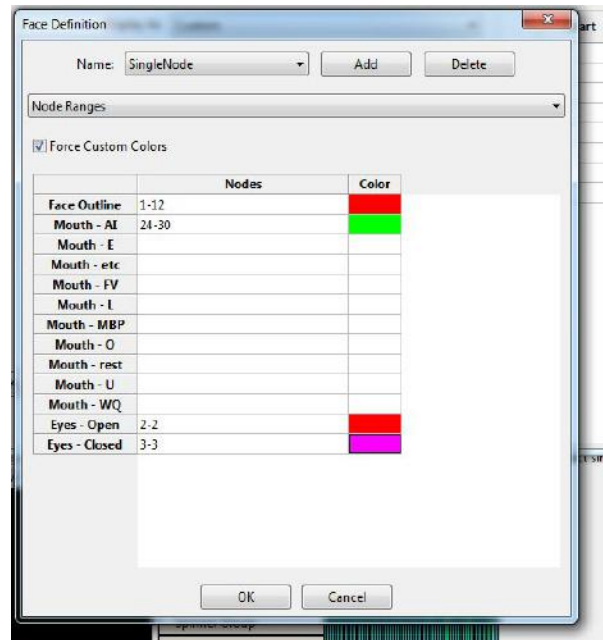 Face Definition
art
Name: SingleNode Add Delete
Node Ranges
Force Custom Colors
Nodes Color
Face Outline 1-12
Mouth - AI 24-30
Mouth - E
Mouth - etc
Mouth - FV
Mouth - L
Mouth - MBP
Mouth - O
Mouth - rest
Mouth - U
Mouth - WQ
Eyes - Open 2-2
Eyes - Closed 3-3
OK Cancel